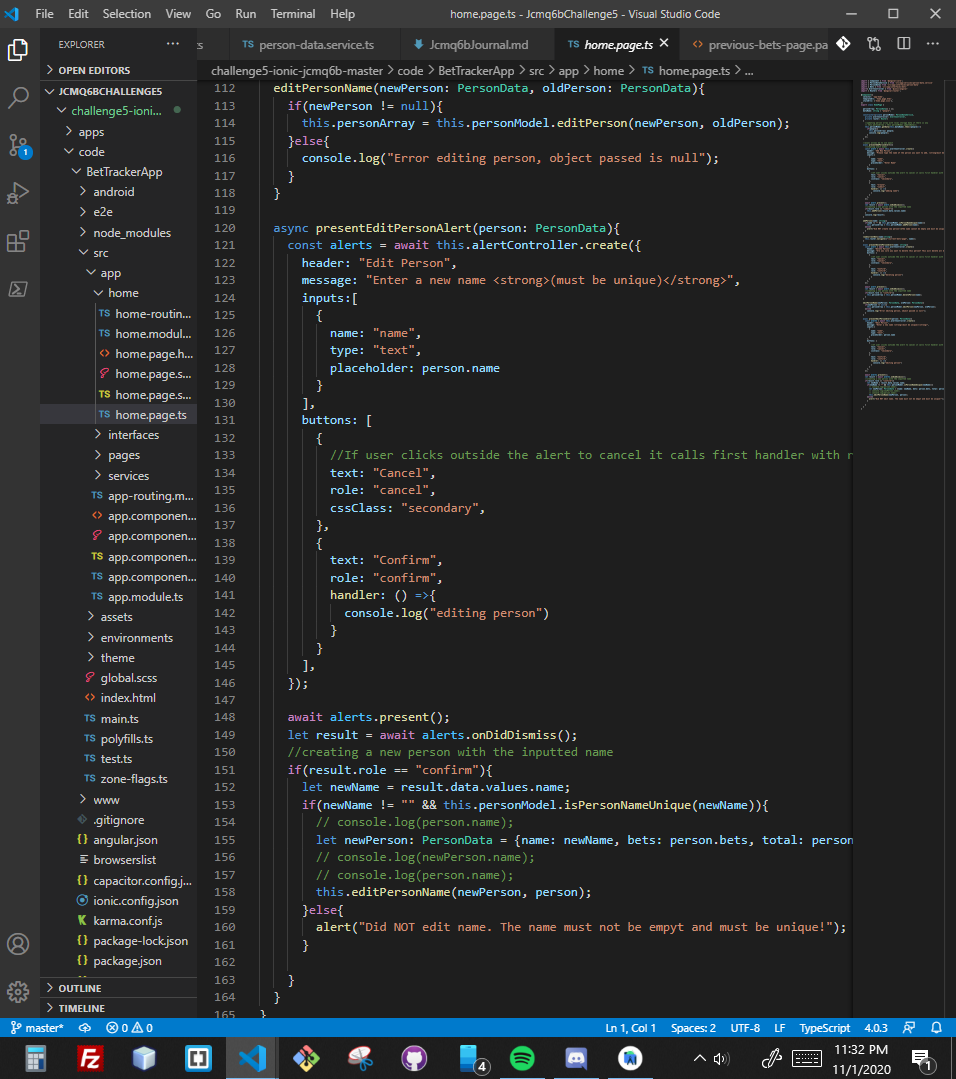 File Edit Selection View Go Run Terminal Help home.page.ts - Jcmq6bChallenge5 - Visual Studio Code
EXPLORER ... ts TS person-data.service.ts Jcmq6bJournal.md TS home.page.ts previous-bets-page.pa
OPEN EDITORS
challenge5-ionic-jcmq6b-master > code > BetTrackerApp > src > app > home > TS home.page.ts > ...
JCMQ6BCHALLENGE5
challenge5-ioni...
apps
code
BetTrackerApp
android
e2e
node_modules
src
app
home
TS home-routin...
TS home.modul...
<> home.page.h...
home.page.s...
TS home.page.s...
TS home.page.ts
interfaces
pages
services
TS app-routing.m...
<> app.componen...
app.componen...
TS app.componen...
TS app.componen...
TS app.module.ts
assets
environments
theme
global.scss
<> index.html
TS main.ts
TS polyfills.ts
TS test.ts
TS zone-flags.ts
www
.gitignore
{} angular.json
browserslist
{} capacitor.config.j...
ionic.config.json
K karma.conf.js
{} package-lock.json
{} package.json
OUTLINE
TIMELINE
112 editPersonName(newPerson: PersonData, oldPerson: PersonData){
113 if(newPerson != null){
114 this.personArray = this.personModel.editPerson(newPerson, oldPerson);
115 }else{
116 console.log("Error editing person, object passed is null");
117 }
118 }
119
120 async presentEditPersonAlert(person: PersonData){
121 const alerts = await this.alertController.create({
122 header: "Edit Person",
123 message: "Enter a new name <strong>(must be unique)</strong>",
124 inputs:[
125 {
126 name: "name",
127 type: "text",
128 placeholder: person.name
129 }
130 ],
131 buttons: [
132 {
133 //If user clicks outside the alert to cancel it calls first handler with
134 text: "Cancel",
135 role: "cancel",
136 cssClass: "secondary",
137 },
138 {
139 text: "Confirm",
140 role: "confirm",
141 handler: () =>{
142 console.log("editing person")
143 }
144 }
145 ],
146 });
147
148 await alerts.present();
149 let result = await alerts.onDidDismiss();
150 //creating a new person with the inputted name
151 if(result.role == "confirm"){
152 let newName = result.data.values.name;
153 if(newName != "" && this.personModel.isPersonNameUnique(newName)){
154 // console.log(person.name);
155 let newPerson: PersonData = {name: newName, bets: person.bets, total: person
156 // console.log(newPerson.name);
157 // console.log(person.name);
158 this.editPersonName(newPerson, person);
159 }else{
160 alert("Did NOT edit name. The name must not be empyt and must be unique!");
161 }
162
163 }
164 }
165 }
1
master* 0 0 Ln 1, Col 1 Spaces: 2 UTF-8 LF TypeScript 4.0.3
Fz 4 11:32 PM 1
11/1/2020